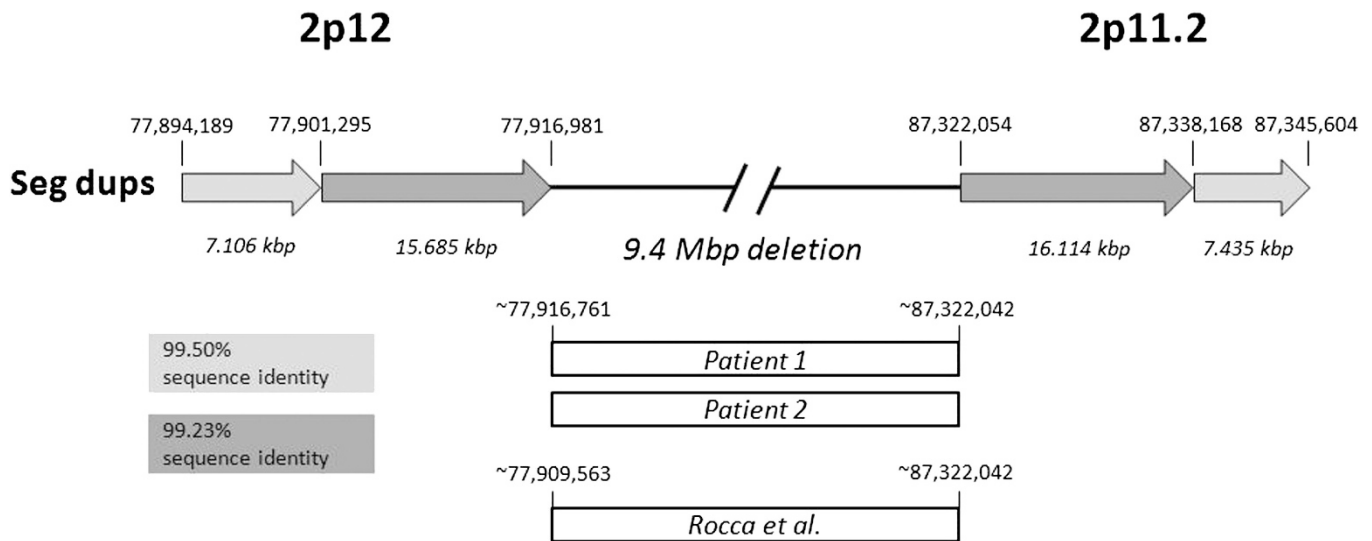 2p12 2p11.2
77,894,189 77,901,295 77,916,981 87,322,054 87,338,168 87,345,604
Seg dups
7.106 kbp 15.685 kbp 9.4 Mbp deletion 16.114 kbp 7.435 kbp
~77,916,761 ~87,322,042
99.50%
sequence identity
Patient 1
Patient 2
99.23%
sequence identity
~77,909,563 ~87,322,042
Rocca et al.